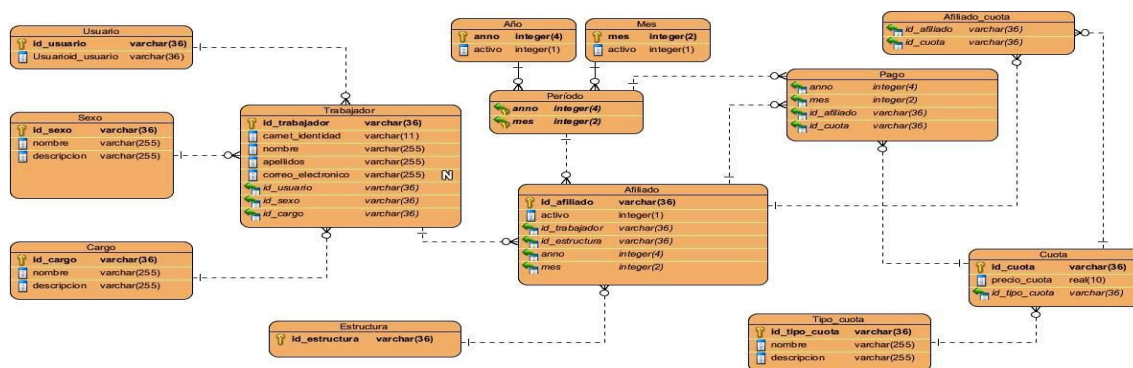 Usuario
id_usuario varchar(36)
Usuarioid_usuario varchar(36)
Año
anno integer(4)
activo integer(1)
Mes
mes integer(2)
activo integer(1)
Afiliado_cuota
id_afiliado varchar(36)
id_cuota varchar(36)
Sexo
id_sexo varchar(36)
nombre varchar(255)
descripcion varchar(255)
Trabajador
id_trabajador varchar(36)
carnet_identidad varchar(11)
nombre varchar(255)
apellidos varchar(255)
correo_electronico varchar(255) N
id_usuario varchar(36)
id_sexo varchar(36)
id_cargo varchar(36)
Período
anno integer(4)
mes integer(2)
Pago
anno integer(4)
mes integer(2)
id_afiliado varchar(36)
id_cuota varchar(36)
Afiliado
id_afiliado varchar(36)
activo integer(1)
id_trabajador varchar(36)
id_estructura varchar(36)
anno integer(4)
mes integer(2)
Cargo
id_cargo varchar(36)
nombre varchar(255)
descripcion varchar(255)
Cuota
id_cuota varchar(36)
precio_cuota real(10)
id_tipo_cuota varchar(36)
Estructura
id_estructura varchar(36)
Tipo_cuota
id_tipo_cuota varchar(36)
nombre varchar(255)
descripcion varchar(255)